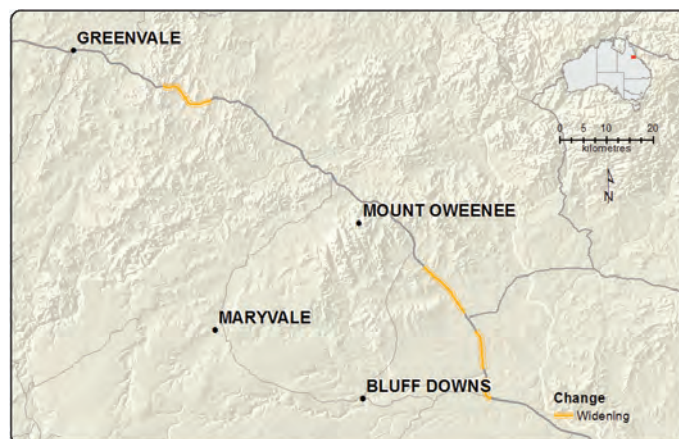 GREENVALE
0 5 10 20
kilometres
N
MOUNT OWEENEE
MARYVALE
BLUFF DOWNS
Change
Widening